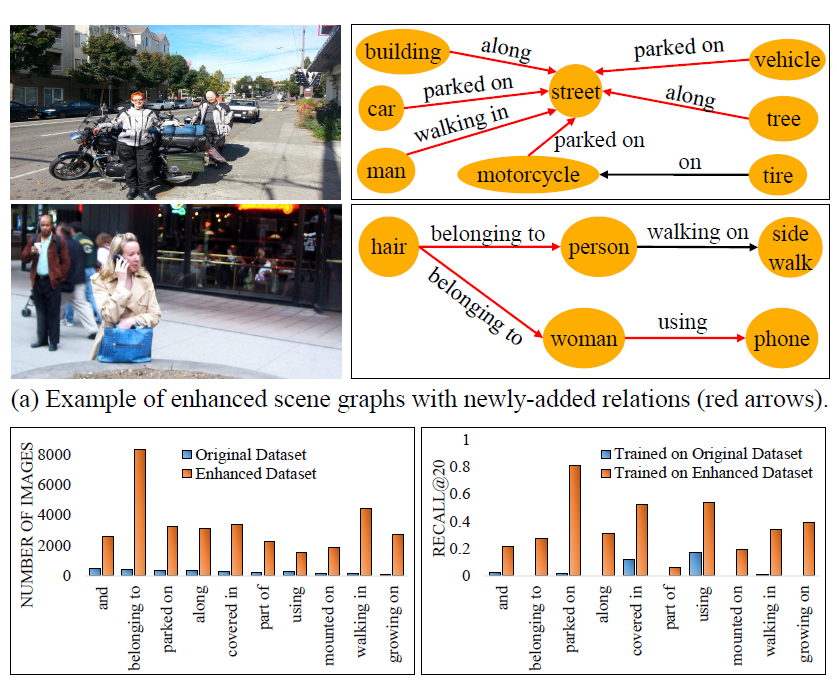 building
along
parked on
vehicle
car
parked on
street
along
tree
man
walking in
parked on
motorcycle
on
tire
hair
belonging to
person
walking on
side
walk
belonging to
woman
using
phone
(a) Example of enhanced scene graphs with newly-added relations (red arrows).
NUMBER OF IMAGES
8000
6000
4000
2000
0
Original Dataset
Enhanced Dataset
and
belonging to
parked on
along
covered in
part of
using
mounted on
walking in
growing on
RECALL@20
1
0.8
0.6
0.4
0.2
0
Trained on Original Dataset
Trained on Enhanced Dataset
and
belonging to
parked on
along
covered in
part of
using
mounted on
walking in
growing on